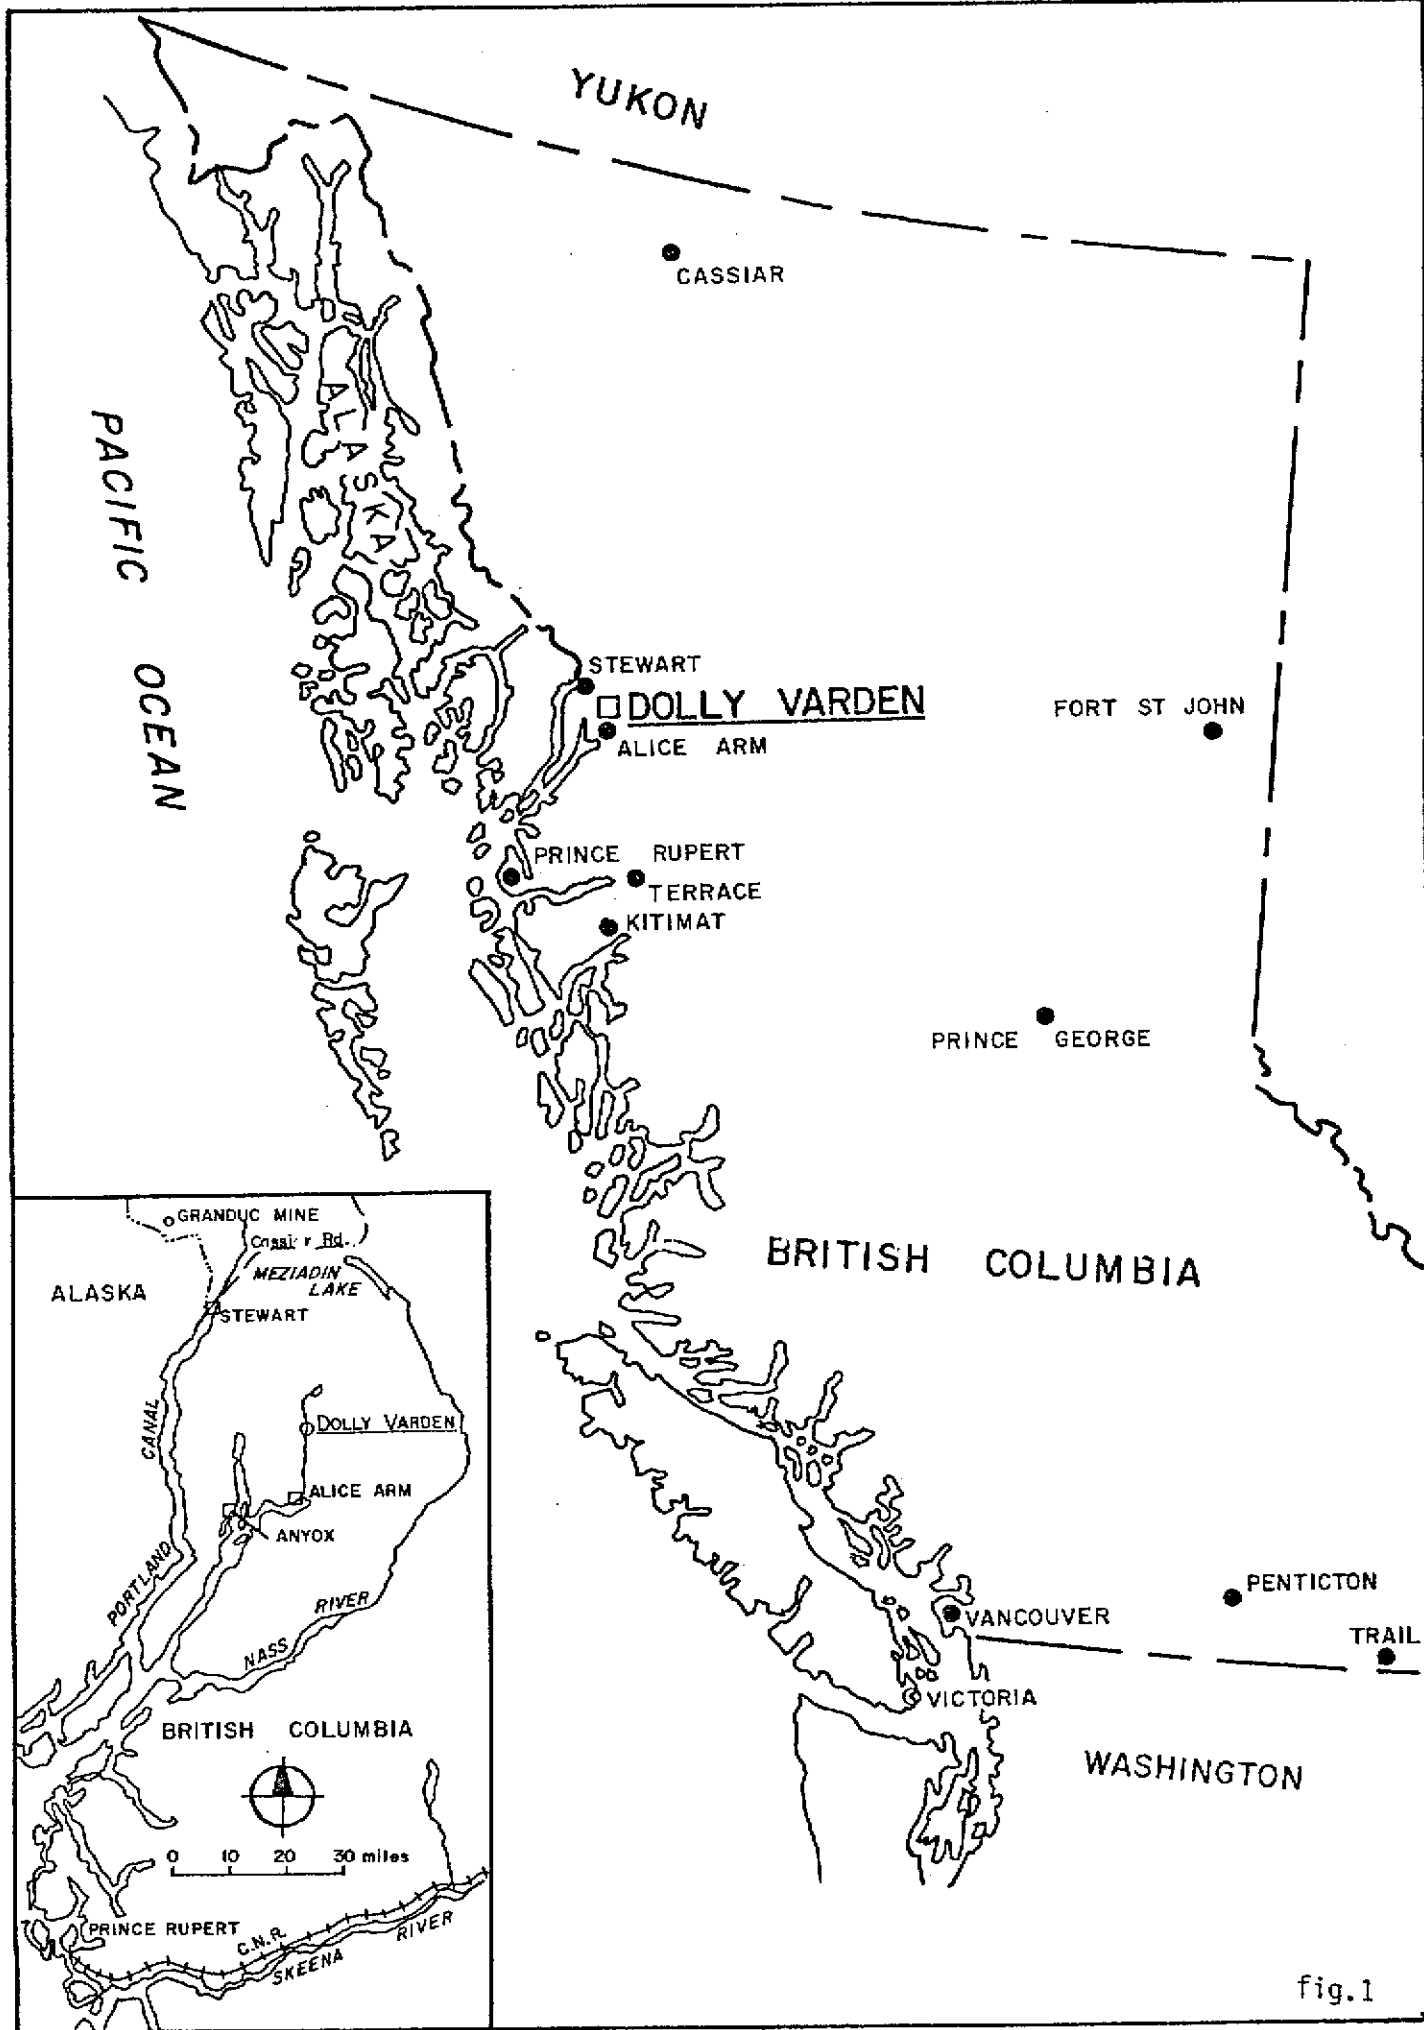 YUKON
CASSIAR
ALASKA
PACIFIC
OCEAN
STEWART
DOLLY VARDEN
FORT ST JOHN
ALICE ARM
PRINCE RUPERT
TERRACE
KITIMAT
PRINCE GEORGE
BRITISH COLUMBIA
PENTICTON
VANCOUVER
TRAIL
VICTORIA
WASHINGTON
GRANDUC MINE
Rd.
MEZIADIN
LAKE
ALASKA
STEWART
CANAL
DOLLY VARDEN
ALICE ARM
ANYOX
PORTLAND
RIVER
NASS
BRITISH COLUMBIA
0 10 20 30 miles
PRINCE RUPERT
C.N.R.
RIVER
SKEENA
fig.1